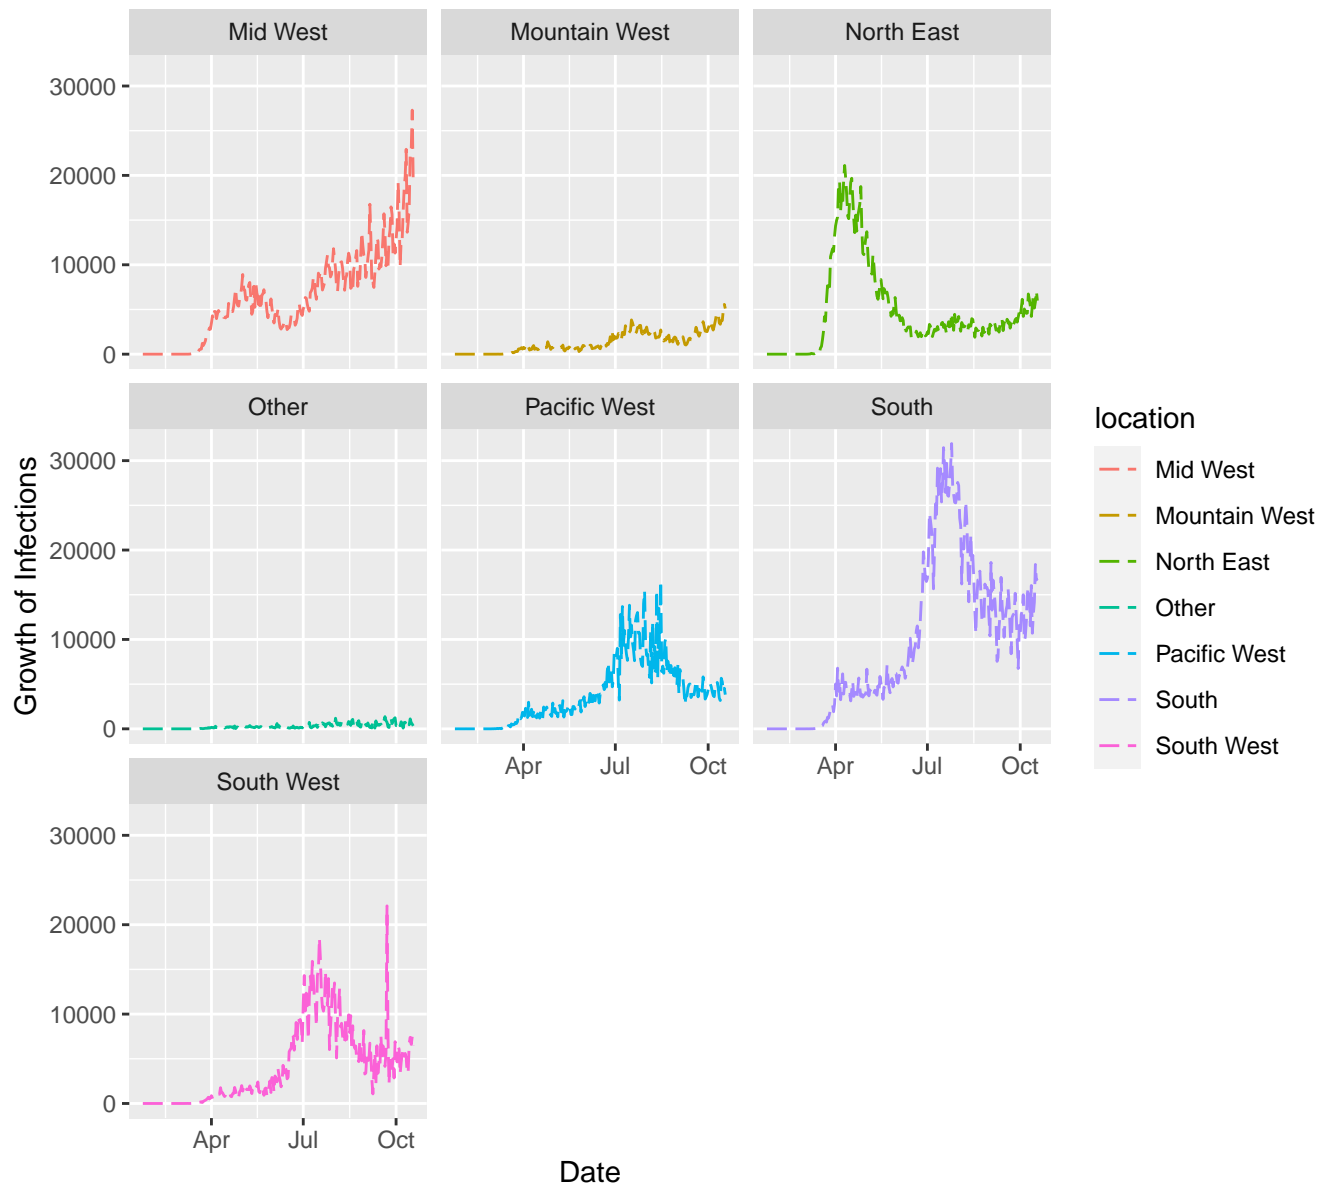 Mid West
Mountain West
North East
30000
20000
10000
0
Other
Pacific West
South
30000
20000
10000
0
Apr
Jul
Oct
Apr
Jul
Oct
South West
30000
20000
10000
0
Apr
Jul
Oct
Growth of Infections
Date
location
Mid West
Mountain West
North East
Other
Pacific West
South
South West